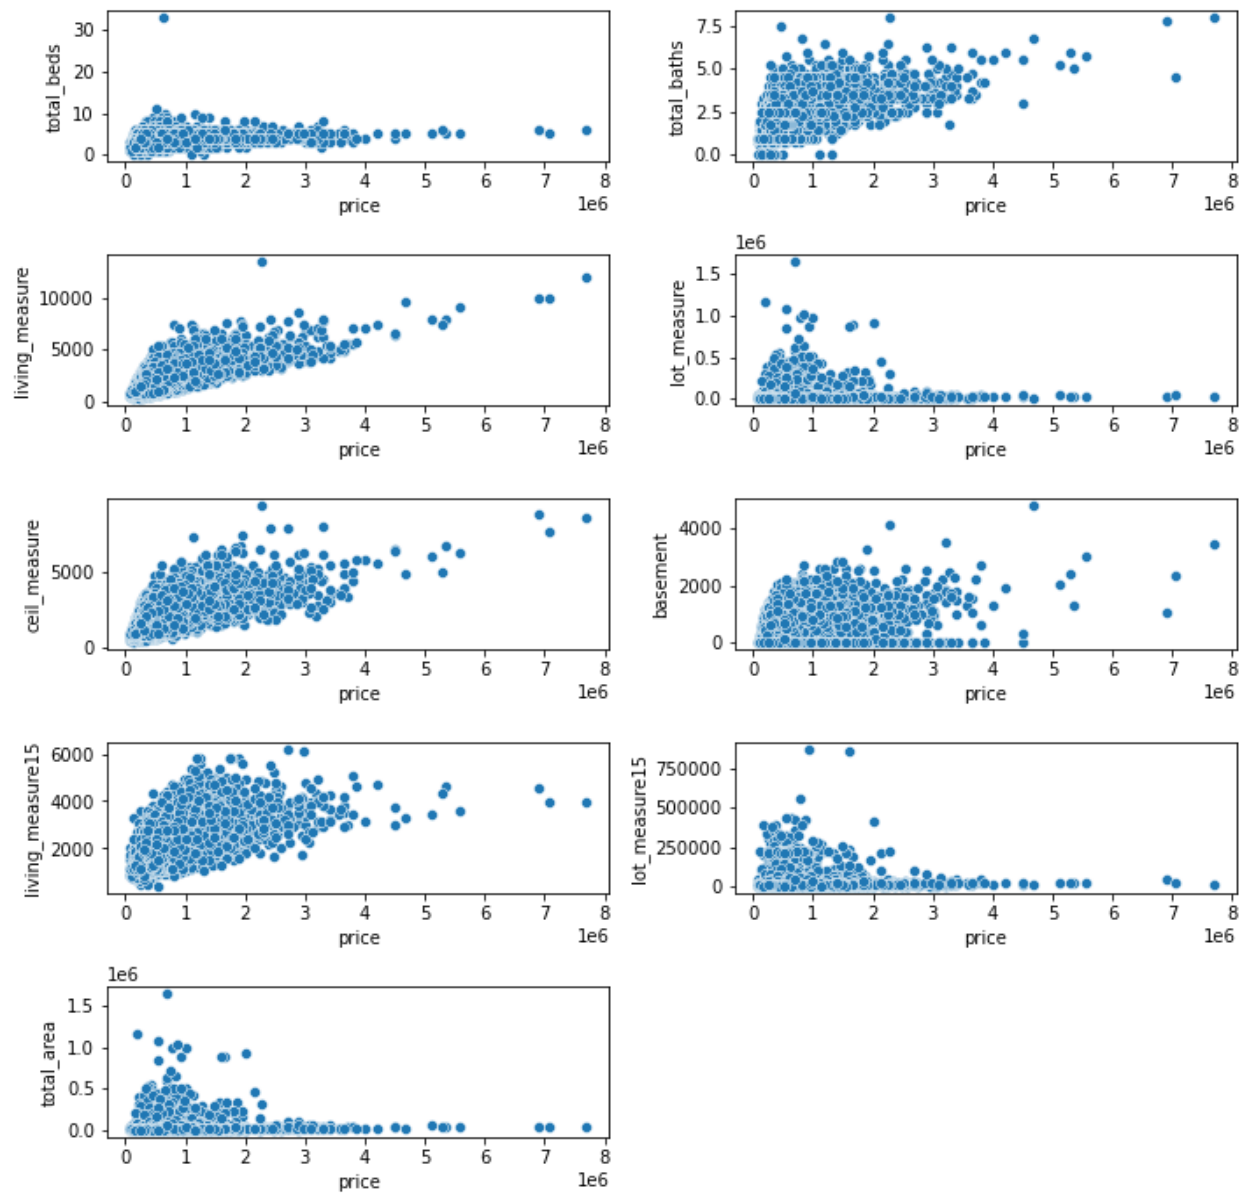 30
20
10
0
total_beds
0 1 2 3 4 5 6 7 8
price
1e6
7.5
5.0
2.5
0.0
total_baths
0 1 2 3 4 5 6 7 8
price
1e6
10000
5000
0
living_measure
0 1 2 3 4 5 6 7 8
price
1e6
1e6
1.5
1.0
0.5
0.0
lot_measure
0 1 2 3 4 5 6 7 8
price
1e6
5000
0
ceil_measure
0 1 2 3 4 5 6 7 8
price
1e6
4000
2000
0
basement
0 1 2 3 4 5 6 7 8
price
1e6
6000
4000
2000
living_measure15
0 1 2 3 4 5 6 7 8
price
1e6
750000
500000
250000
0
lot_measure15
0 1 2 3 4 5 6 7 8
price
1e6
1e6
1.5
1.0
0.5
0.0
total_area
0 1 2 3 4 5 6 7 8
price
1e6